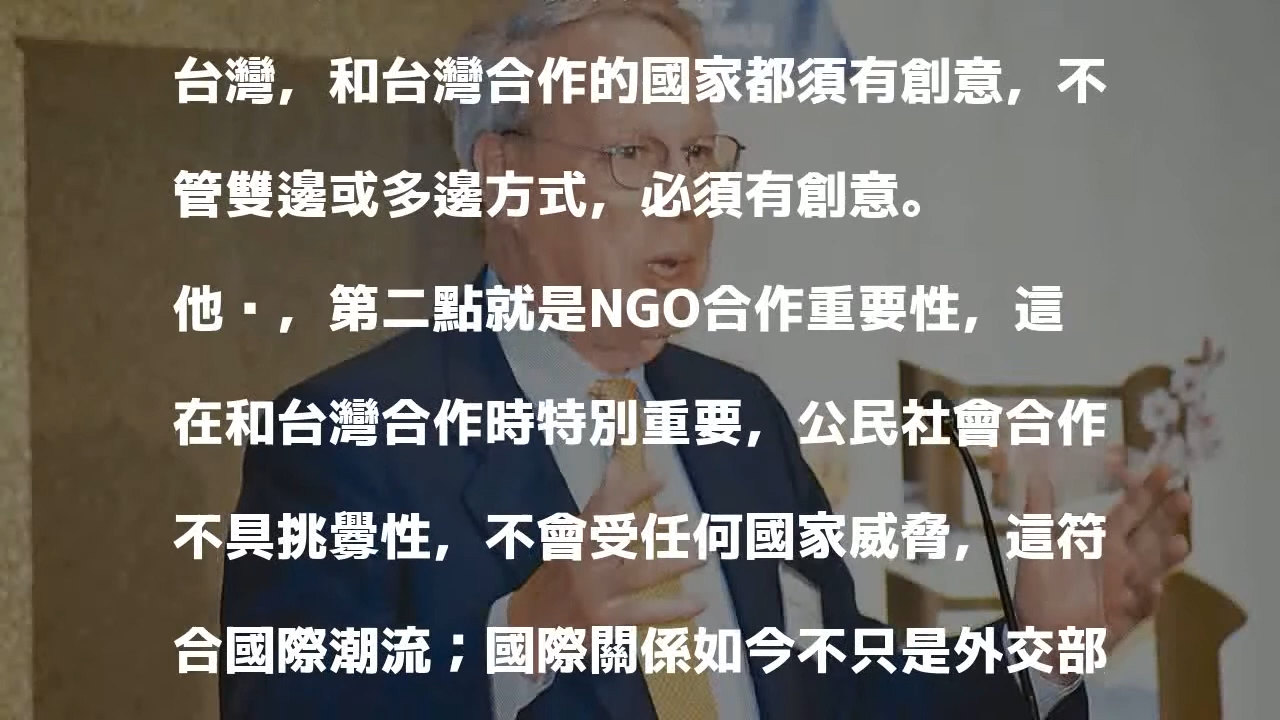 台灣，和台灣合作的國家都須有創意，不
管雙邊或多邊方式，必須有創意。
他▪，第二點就是NGO合作重要性，這
在和台灣合作時特別重要，公民社會合作
不具挑釁性，不會受任何國家威脅，這符
合國際潮流；國際關係如今不只是外交部